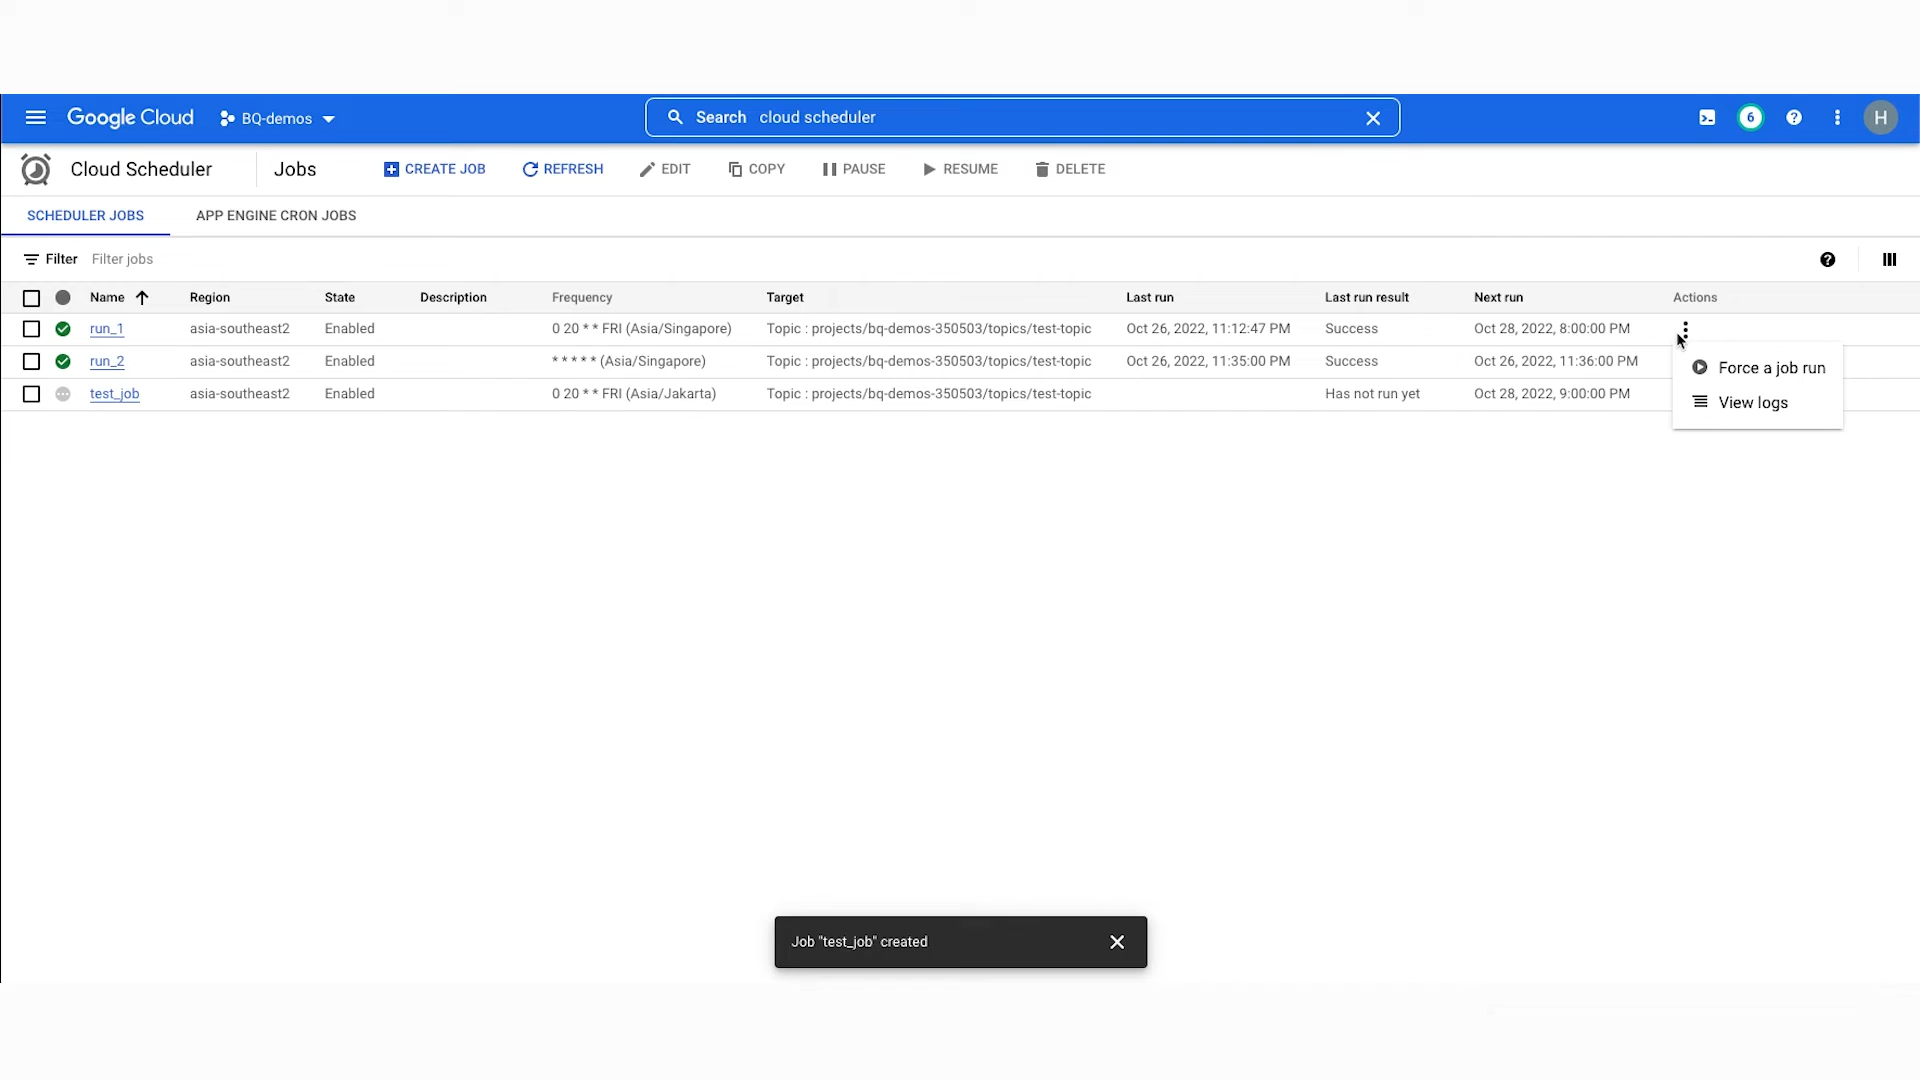 Google Cloud BQ-demos Search cloud scheduler 6 H
Cloud Scheduler Jobs CREATE JOB REFRESH EDIT COPY PAUSE RESUME DELETE
SCHEDULER JOBS APP ENGINE CRON JOBS
Filter Filter jobs
Name Region State Description Frequency Target Last run Last run result Next run Actions
run_1 asia-southeast2 Enabled 0 20 * * FRI (Asia/Singapore) Topic : projects/bq-demos-350503/topics/test-topic Oct 26, 2022, 11:12:47 PM Success Oct 28, 2022, 8:00:00 PM
run_2 asia-southeast2 Enabled * * * * * (Asia/Singapore) Topic : projects/bq-demos-350503/topics/test-topic Oct 26, 2022, 11:35:00 PM Success Oct 26, 2022, 11:36:00 PM
test_job asia-southeast2 Enabled 0 20 * * FRI (Asia/Jakarta) Topic : projects/bq-demos-350503/topics/test-topic Has not run yet Oct 28, 2022, 9:00:00 PM
Force a job run
View logs
Job "test_job" created